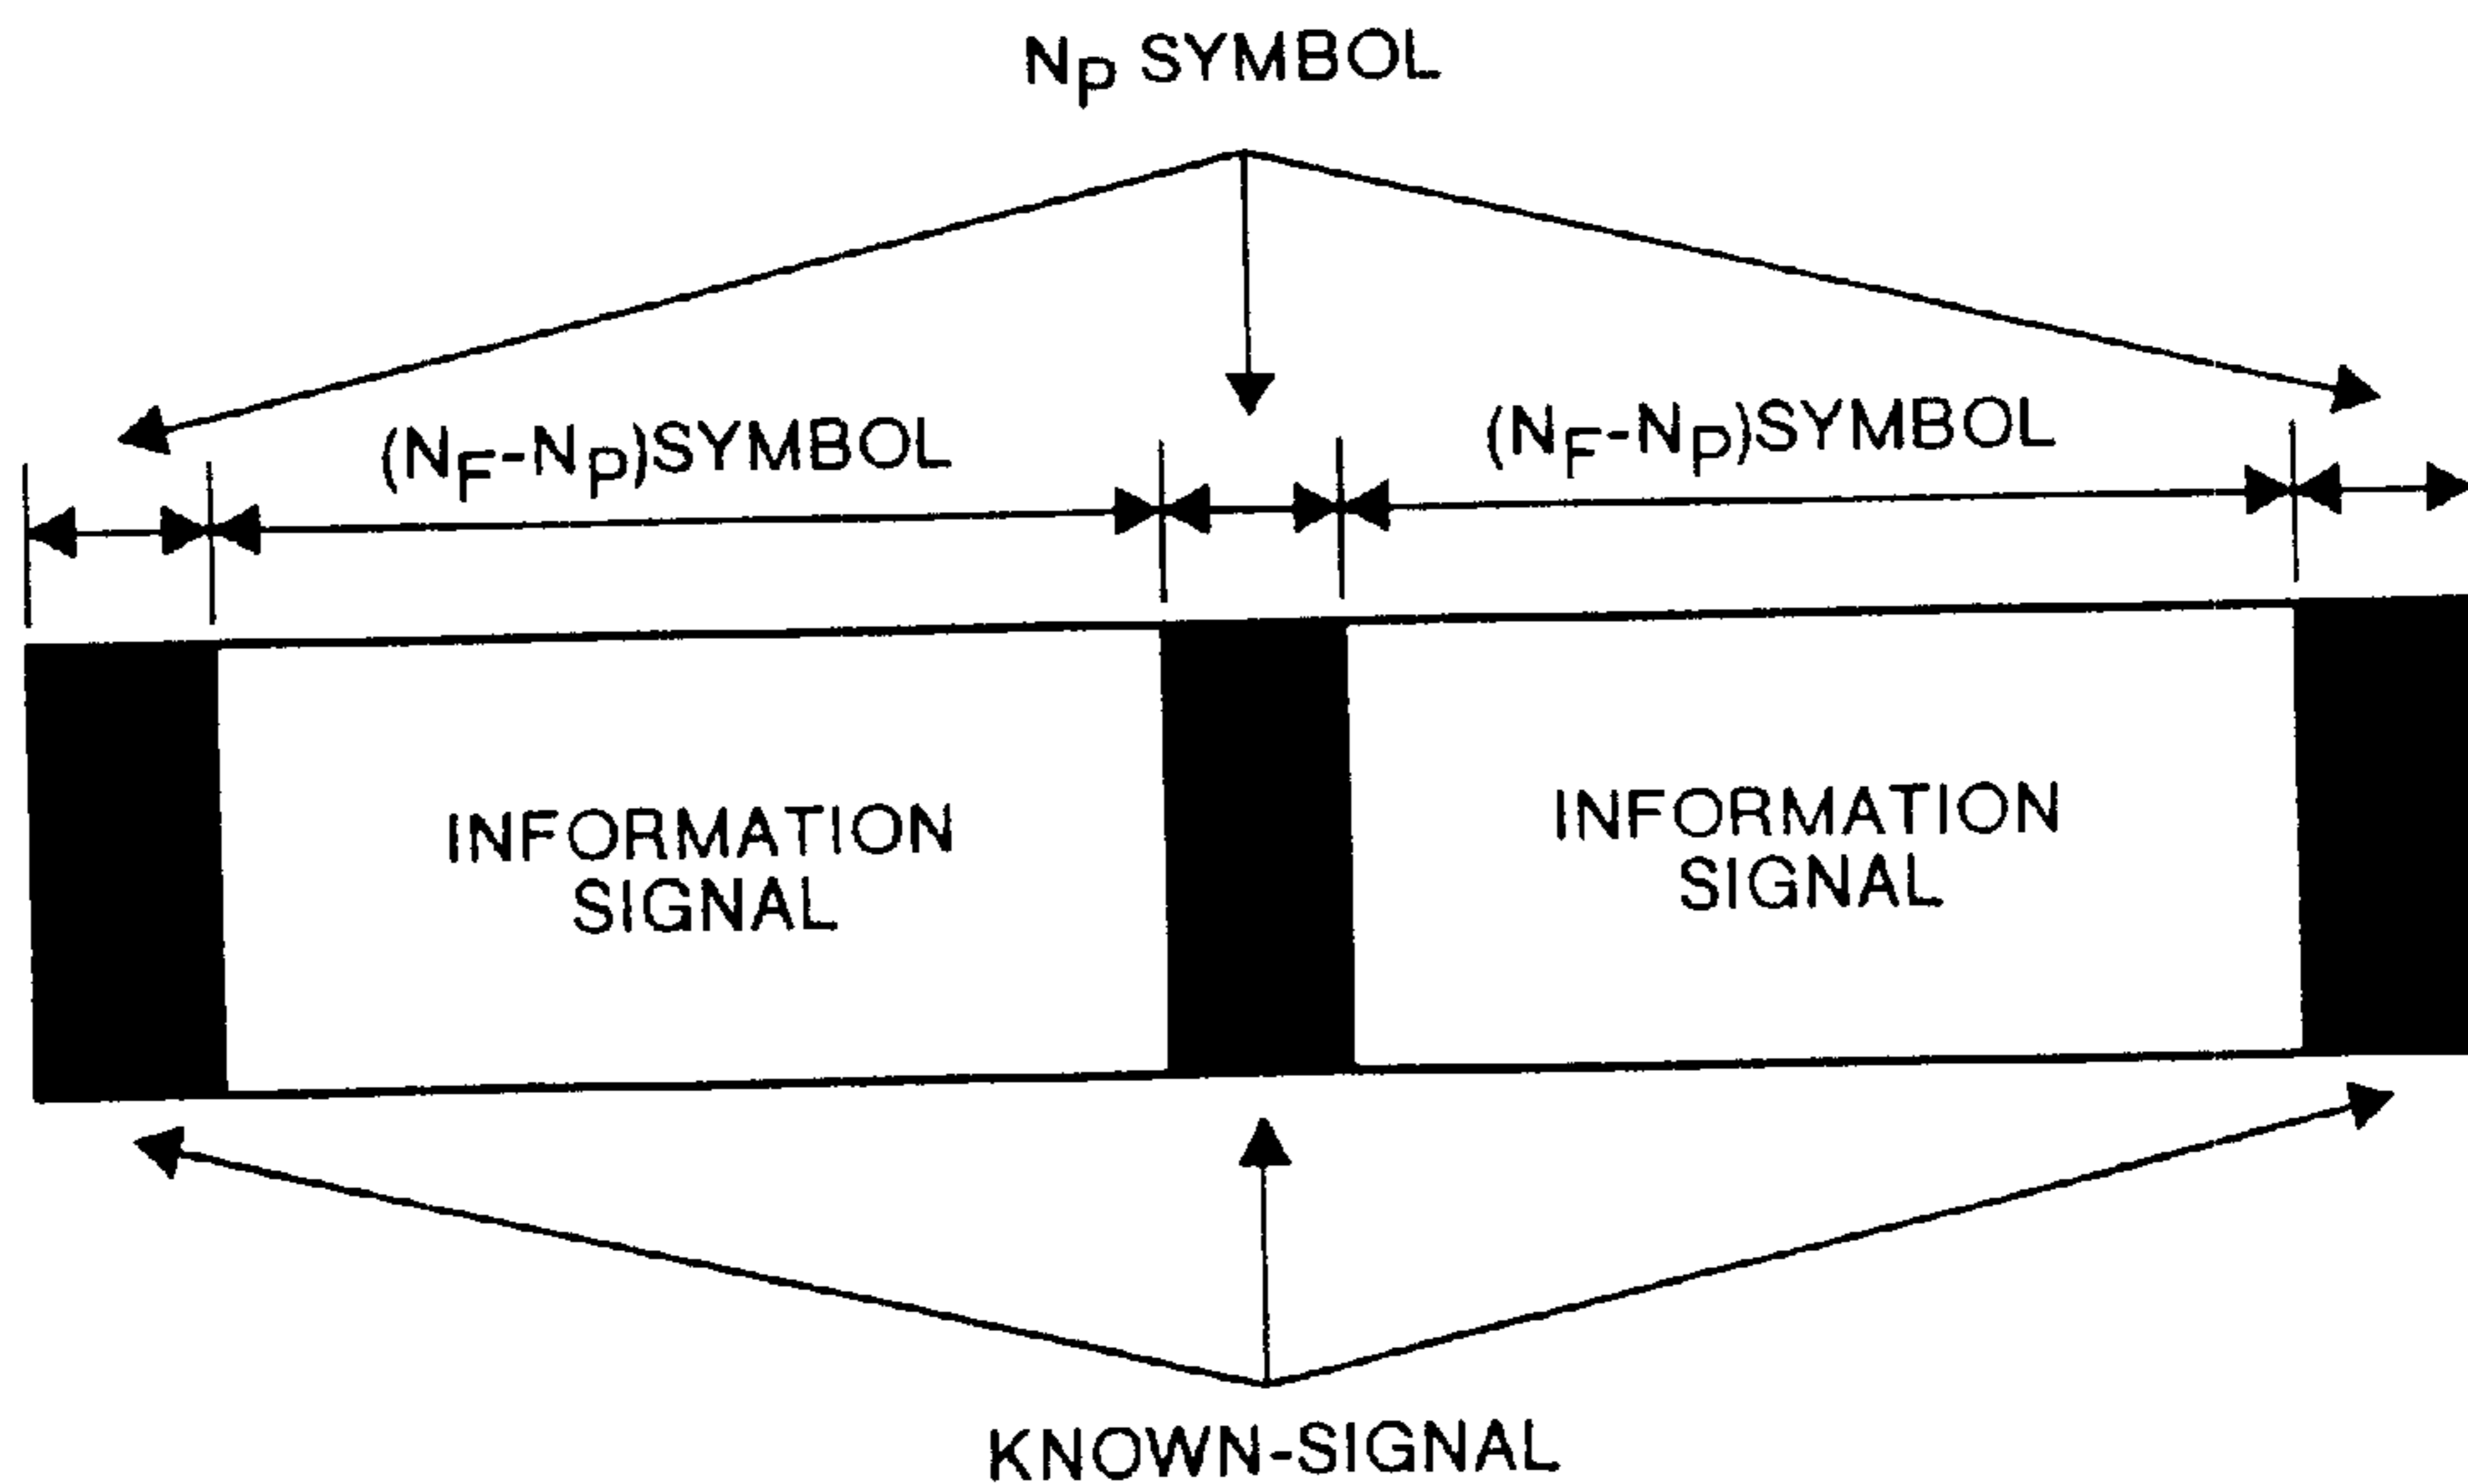 Np SYMBOL
(NF-Np)SYMBOL
(NF-Np)SYMBOL
INFORMATION
SIGNAL
INFORMATION
SIGNAL
KNOWN-SIGNAL